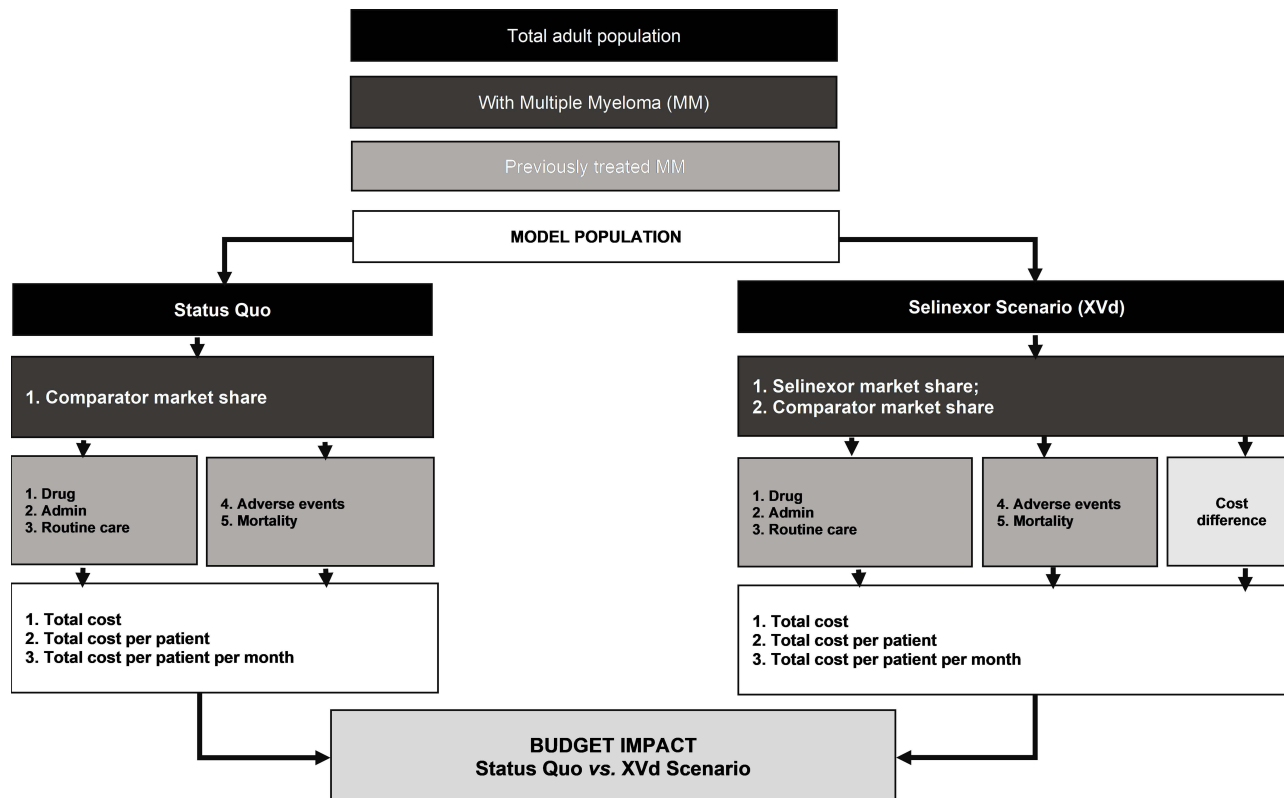 Total adult population
With Multiple Myeloma (MM)
Previously treated MM
MODEL POPULATION
Status Quo
1. Comparator market share
1. Drug
2. Admin
3. Routine care
4. Adverse events
5. Mortality
1. Total cost
2. Total cost per patient
3. Total cost per patient per month
Selinexor Scenario (XVd)
1. Selinexor market share;
2. Comparator market share
1. Drug
2. Admin
3. Routine care
4. Adverse events
5. Mortality
Cost
difference
1. Total cost
2. Total cost per patient
3. Total cost per patient per month
BUDGET IMPACT
Status Quo vs. XVd Scenario